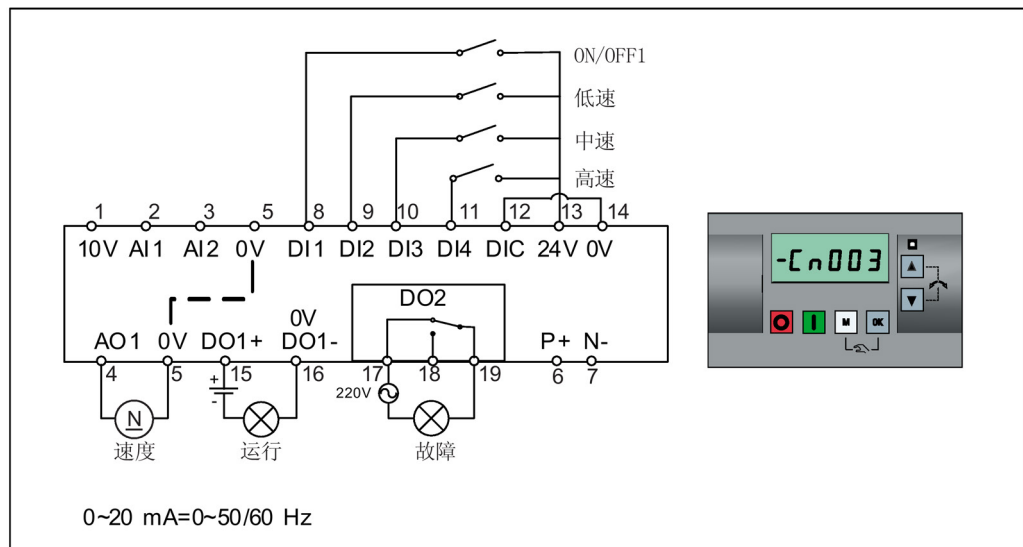 ON/OFF1
低速
中速
高速
1 2 3 5 8 9 10 11 12 13 14
10V AI1 AI2 0V DI1 DI2 DI3 DI4 DIC 24V 0V
-Cn003
M OK
DO2
0V
AO1 0V DO1+ DO1- P+ N-
4 5 15 16 17 18 19 6 7
+
-
220V
N
速度 运行 故障
0~20 mA=0~50/60 Hz